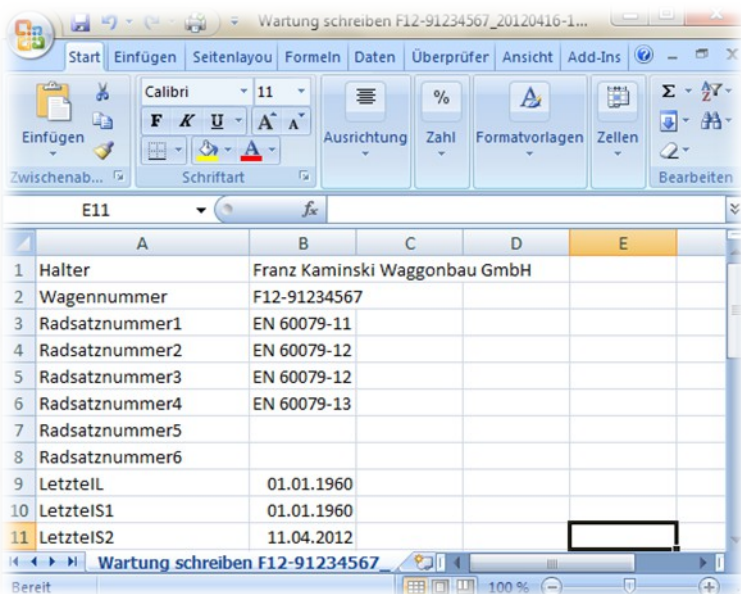 Wartung schreiben F12-91234567_20120416-1...
Start Einfügen Seitenlayou Formeln Daten Überprüfer Ansicht Add-Ins
Calibri 11
F K U A A
Einfügen Ausrichtung Zahl Formatvorlagen Zellen
Zwischenab... Schriftart Bearbeiten
E11 fx
A B C D E
1 Halter Franz Kaminski Waggonbau GmbH
2 Wagennummer F12-91234567
3 Radsatznummer1 EN 60079-11
4 Radsatznummer2 EN 60079-12
5 Radsatznummer3 EN 60079-12
6 Radsatznummer4 EN 60079-13
7 Radsatznummer5
8 Radsatznummer6
9 LetzteIL 01.01.1960
10 LetzteIS1 01.01.1960
11 LetzteIS2 11.04.2012
Wartung schreiben F12-91234567_
Bereit 100 %